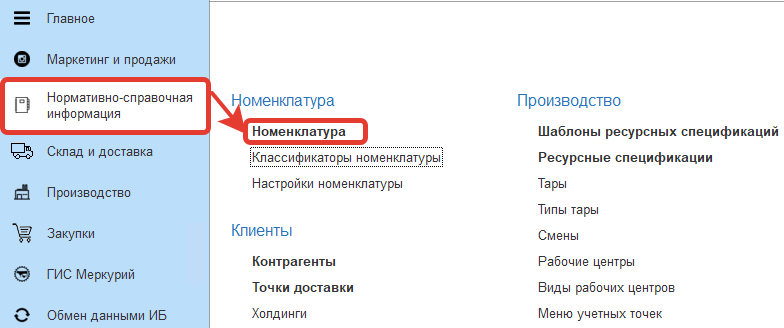 Главное
Маркетинг и продажи
Нормативно-справочная
информация
Склад и доставка
Производство
Закупки
ГИС Меркурий
Обмен данными ИБ
Номенклатура
Номенклатура
Классификаторы номенклатуры
Настройки номенклатуры
Клиенты
Контрагенты
Точки доставки
Холдинги
Производство
Шаблоны ресурсных спецификаций
Ресурсные спецификации
Тары
Типы тары
Смены
Рабочие центры
Виды рабочих центров
Меню учетных точек